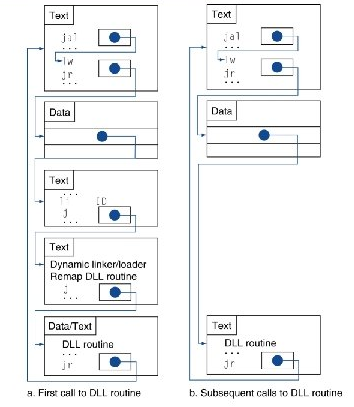 Text
jal
...
lw
jr
...
Data
Text
...
li ID
j
...
Text
Dynamic linker/loader
Remap DLL routine
j
...
Data/Text
DLL routine
...
jr
a. First call to DLL routine
Text
jal
...
lw
jr
...
Data
Text
DLL routine
...
jr
b. Subsequent calls to DLL routine